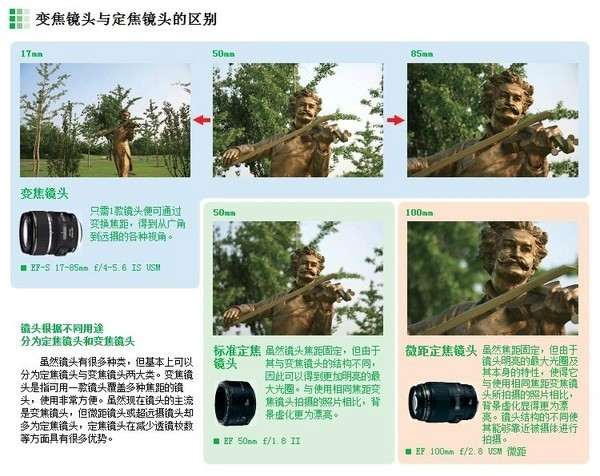 变焦镜头与定焦镜头的区别
17mm
50mm
85mm
变焦镜头
只需1款镜头便可通过
变换焦距，得到从广角
到远摄的各种视角。
■ EF-S 17-85mm f/4-5.6 IS USM
50mm
100mm
标准定焦
镜头
虽然镜头焦距固定，但由于
其与变焦镜头的结构不同，
因此可以得到更加明亮的最
大光圈。与使用相同焦距变
焦镜头拍摄的照片相比，背
景虚化更为漂亮。
■ EF 50mm f/1.8 II
微距定焦镜头
虽然焦距固定，但由于
镜头明亮的最大光圈及
其本身的特性，使得它
与使用相同焦距变焦镜
头所拍摄的照片相比，
背景虚化显得更为漂
亮。镜头结构的不同使
其能够靠近被摄体进行
拍摄。
■ EF 100mm f/2.8 USM 微距
镜头根据不同用途
分为定焦镜头和变焦镜头
虽然镜头有很多种类，但基本上可以
分为定焦镜头与变焦镜头两大类。变焦镜
头是指可用一款镜头覆盖多种焦距的镜
头，使用非常方便。虽然现在镜头的主流
是变焦镜头，但微距镜头或超远摄镜头却
多为定焦镜头，定焦镜头在减少透镜枚数
等方面具有很多优势。